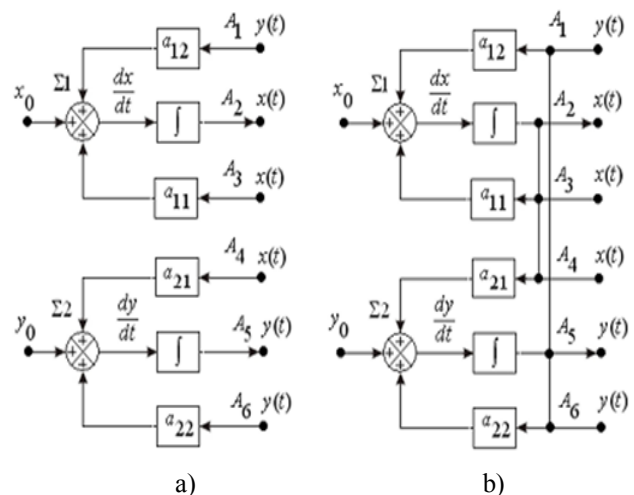 A1 y(t)
a12
x0 Σ1 dx/dt A2 x(t)
∫
A3 x(t)
a11
A4 x(t)
a21
y0 Σ2 dy/dt A5 y(t)
∫
A6 y(t)
a22
a)
A1 y(t)
a12
x0 Σ1 dx/dt A2 x(t)
∫
A3 x(t)
a11
A4 x(t)
a21
y0 Σ2 dy/dt A5 y(t)
∫
A6 y(t)
a22
b)